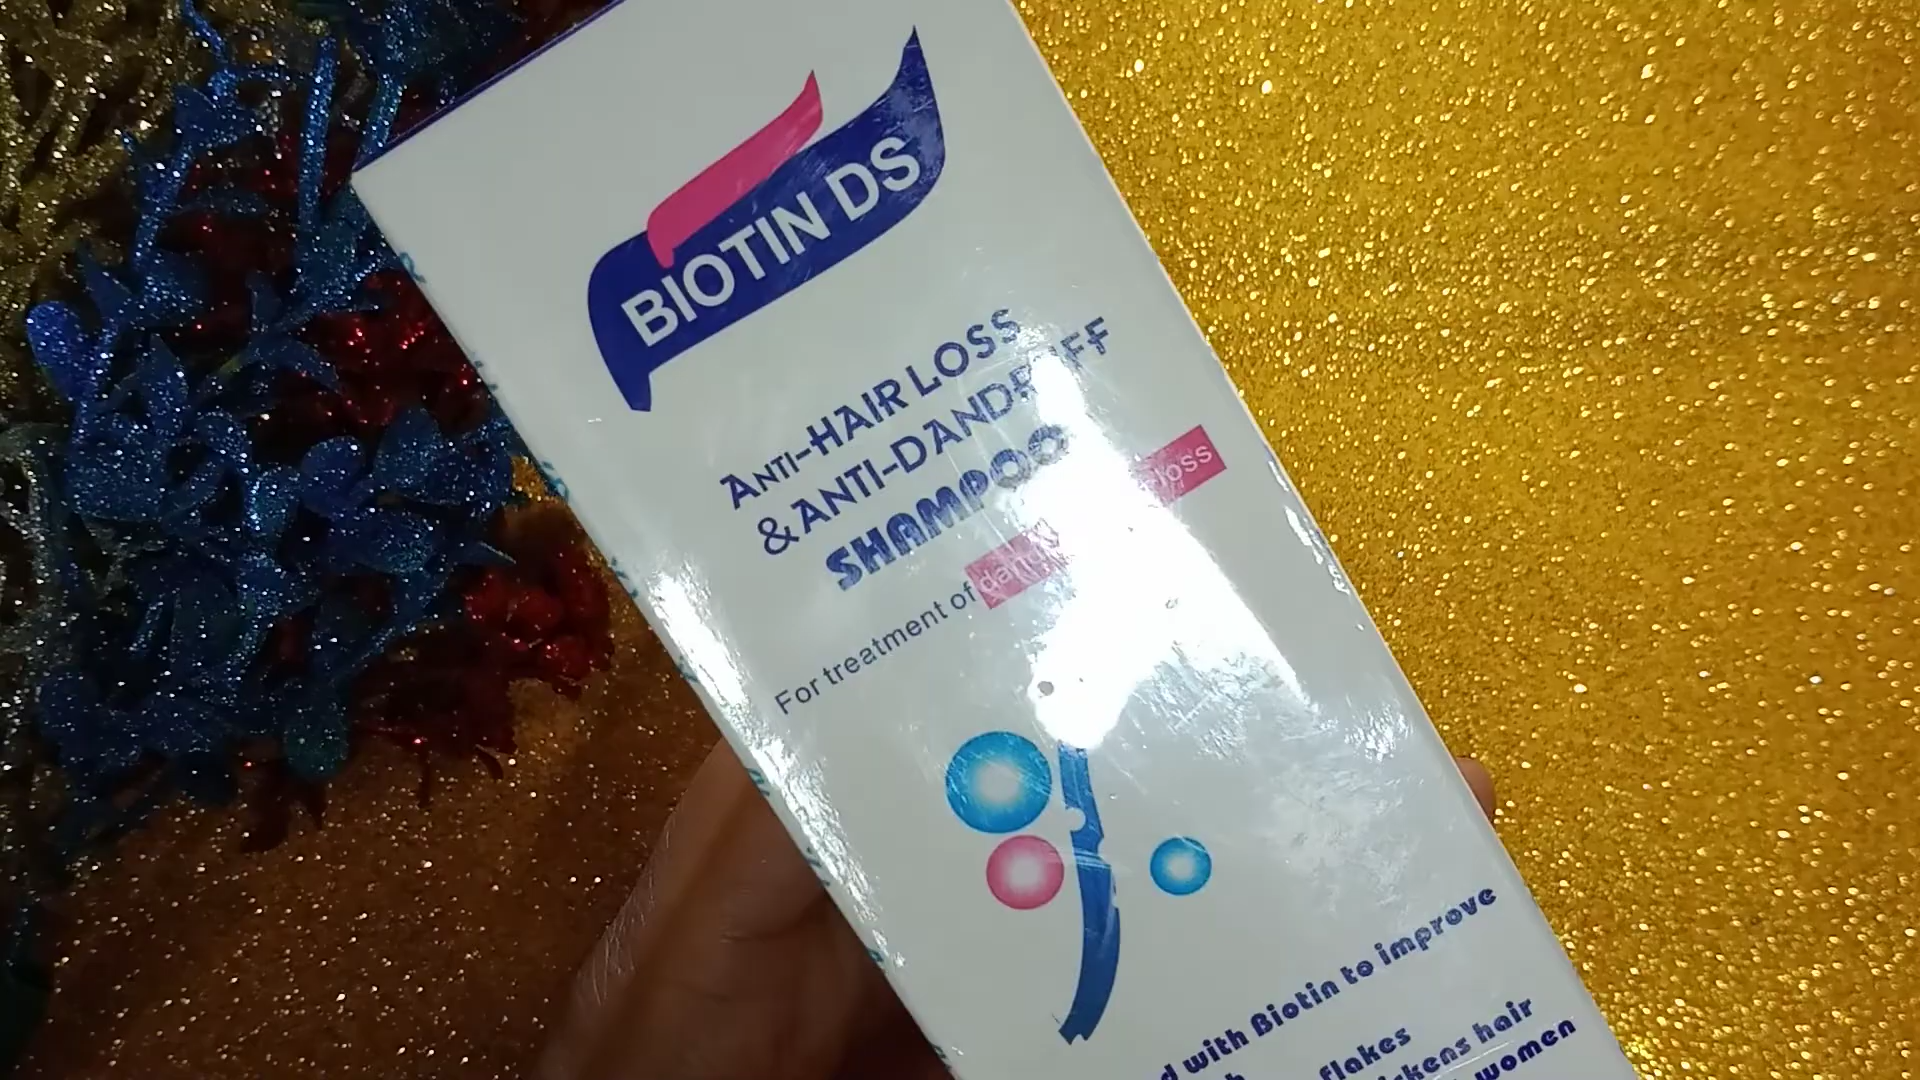 BIOTIN DS
ANTI-HAIR LOSS
& ANTI-DANDRUFF
SHAMPOO
For treatment of loss
with Biotin to improve
flakes
hair
women